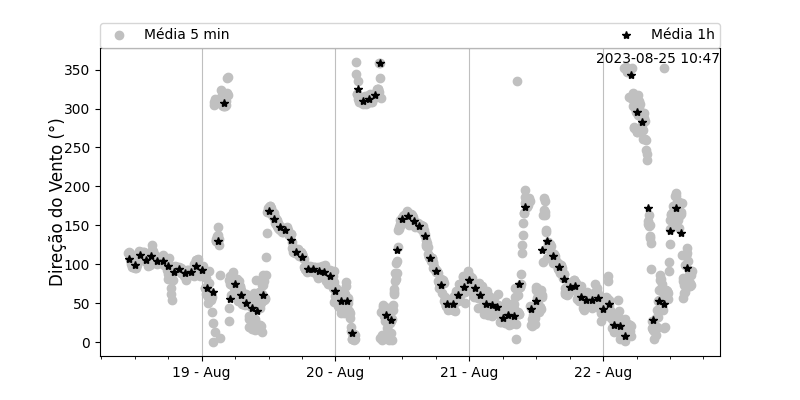 Média 5 min
Média 1h
2023-08-25 10:47
Direção do Vento (°)
350
300
250
200
150
100
50
0
19 - Aug
20 - Aug
21 - Aug
22 - Aug